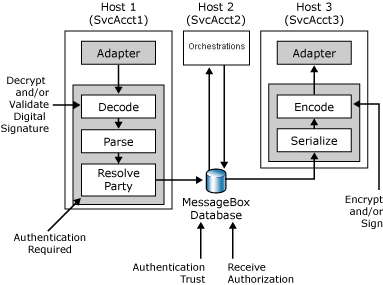 Host 1
(SvcAcct1)
Host 2
(SvcAcct2)
Host 3
(SvcAcct3)
Adapter
Orchestrations
Adapter
Decrypt
and/or
Validate
Digital
Signature
Decode
Parse
Resolve
Party
Encode
Serialize
MessageBox
Database
Encrypt
and/or
Sign
Authentication
Required
Authentication
Trust
Receive
Authorization